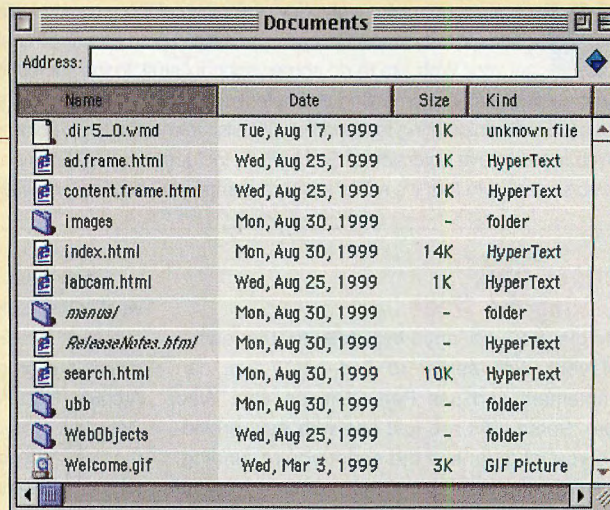 Documents
Address:
Name Date Size Kind
.dir5_0.wmd Tue, Aug 17, 1999 1K unknown file
ad.frame.html Wed, Aug 25, 1999 1K HyperText
content.frame.html Wed, Aug 25, 1999 1K HyperText
images Mon, Aug 30, 1999 - folder
index.html Mon, Aug 30, 1999 14K HyperText
labcam.html Wed, Aug 25, 1999 1K HyperText
manual Mon, Aug 30, 1999 - folder
ReleaseNotes.html Mon, Aug 30, 1999 - HyperText
search.html Mon, Aug 30, 1999 10K HyperText
ubb Mon, Aug 30, 1999 - folder
WebObjects Wed, Aug 25, 1999 - folder
Welcome.gif Wed, Mar 3, 1999 3K GIF Picture